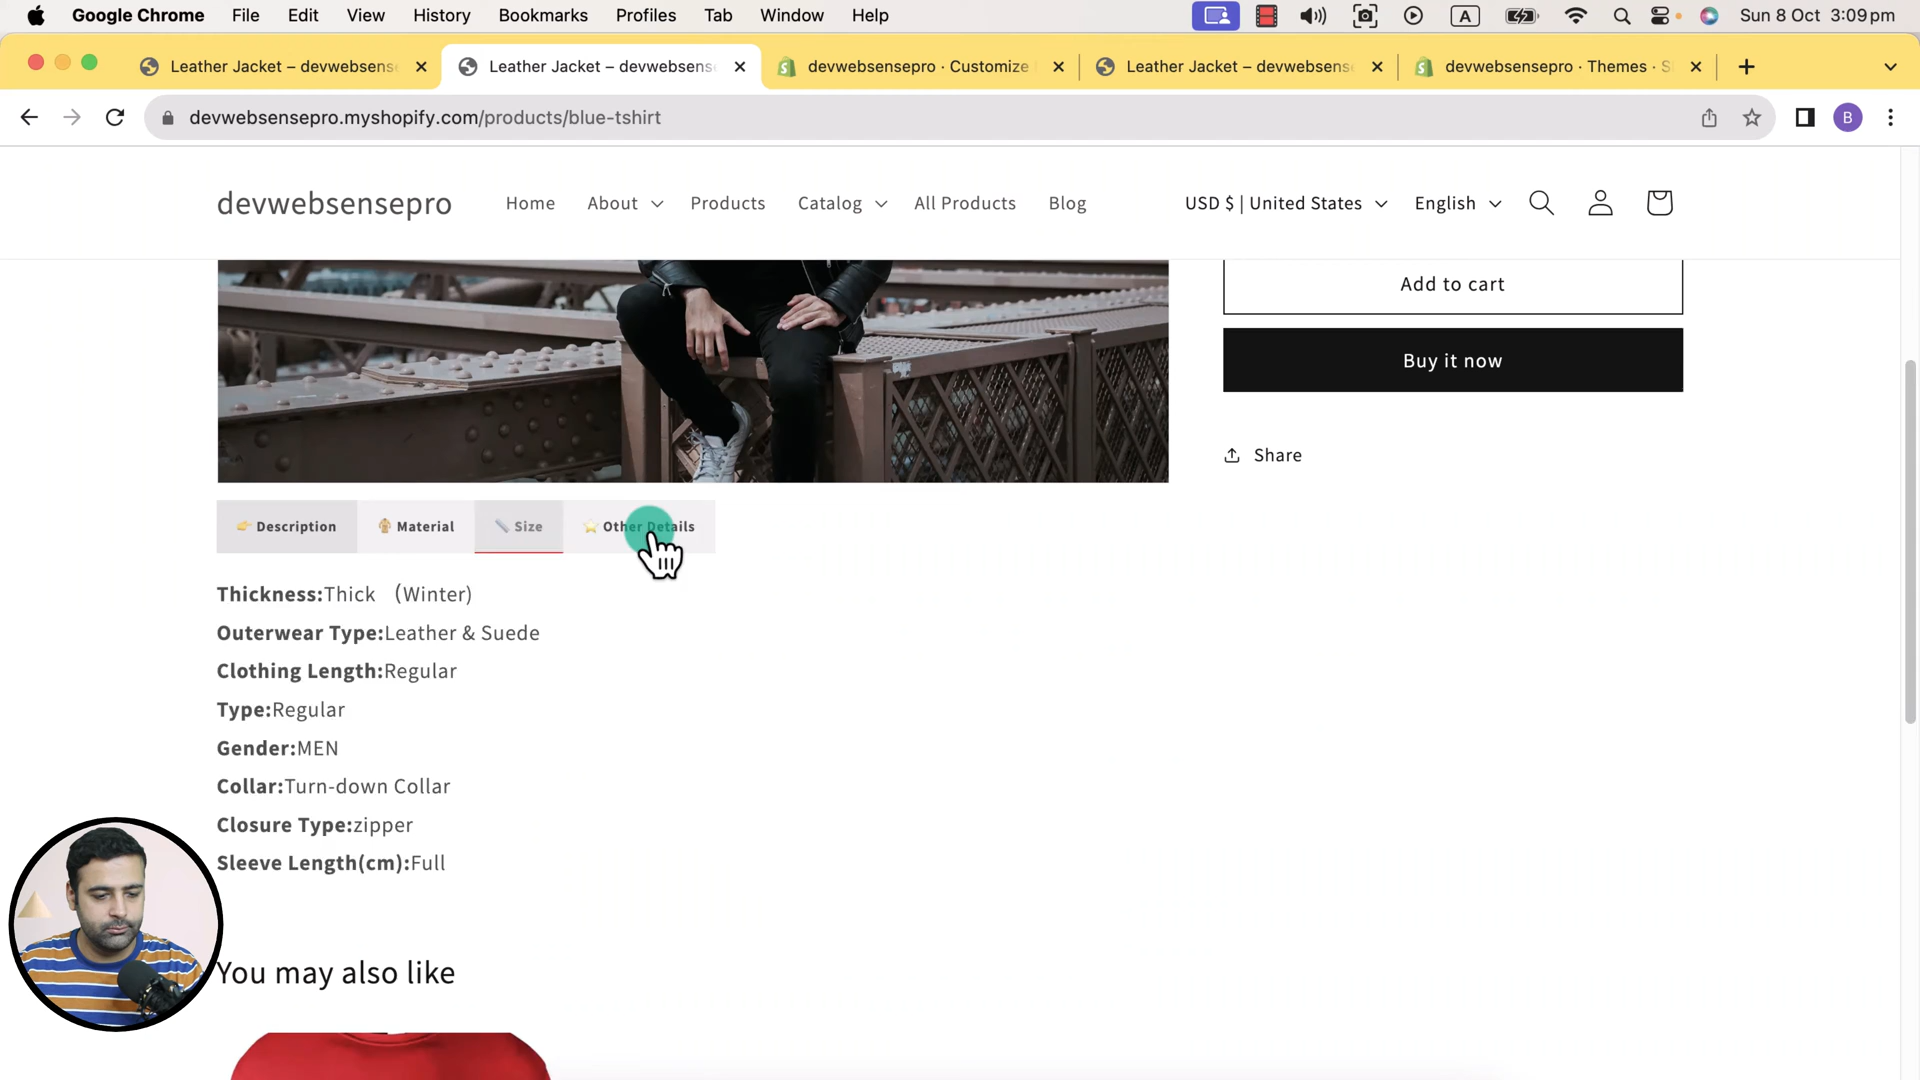 Google Chrome File Edit View History Bookmarks Profiles Tab Window Help A Sun 8 Oct 3:09 pm
Leather Jacket – devwebsens Leather Jacket – devwebsens devwebsensepro · Customize Leather Jacket – devwebsens devwebsensepro · Themes · S
devwebsensepro.myshopify.com/products/blue-tshirt B
devwebsensepro Home About Products Catalog All Products Blog USD $ | United States English
Add to cart
Buy it now
Share
Description Material Size Other Details
Thickness:Thick （Winter)
Outerwear Type:Leather & Suede
Clothing Length:Regular
Type:Regular
Gender:MEN
Collar:Turn-down Collar
Closure Type:zipper
Sleeve Length(cm):Full
You may also like